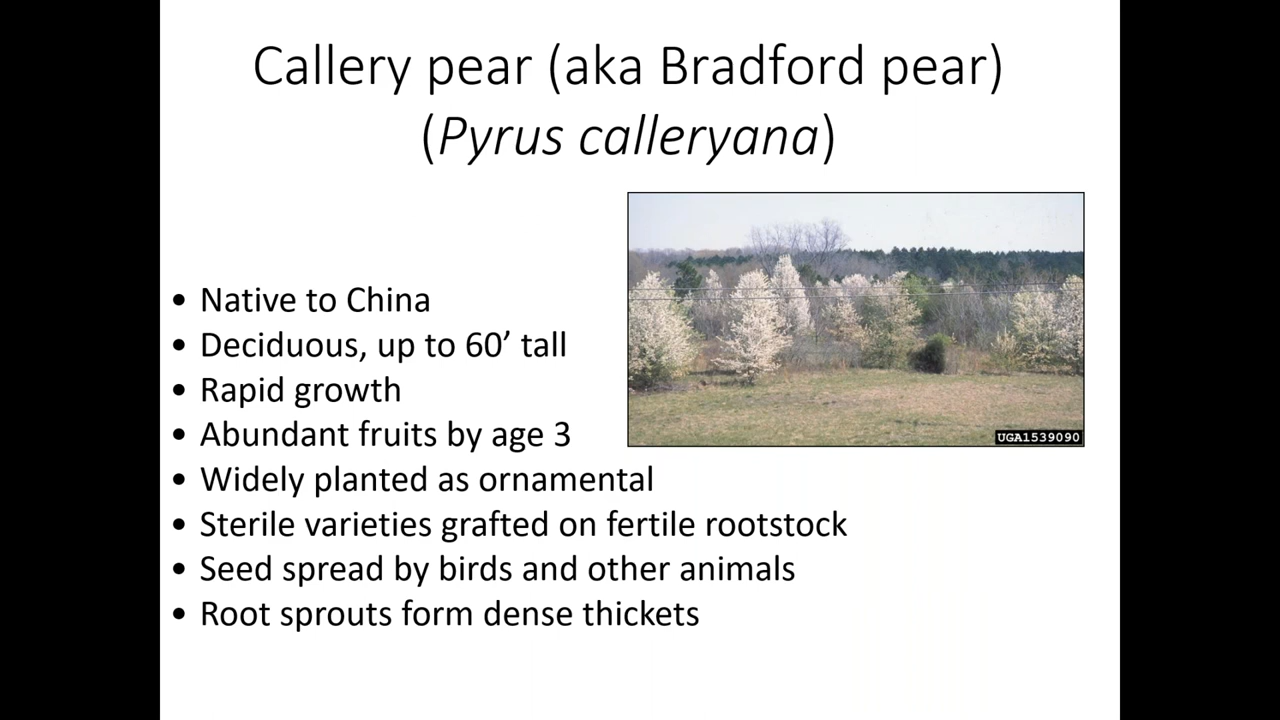 Callery pear (aka Bradford pear)
(Pyrus calleryana)
• Native to China
• Deciduous, up to 60’ tall
• Rapid growth
• Abundant fruits by age 3
• Widely planted as ornamental
• Sterile varieties grafted on fertile rootstock
• Seed spread by birds and other animals
• Root sprouts form dense thickets
UGA1539090